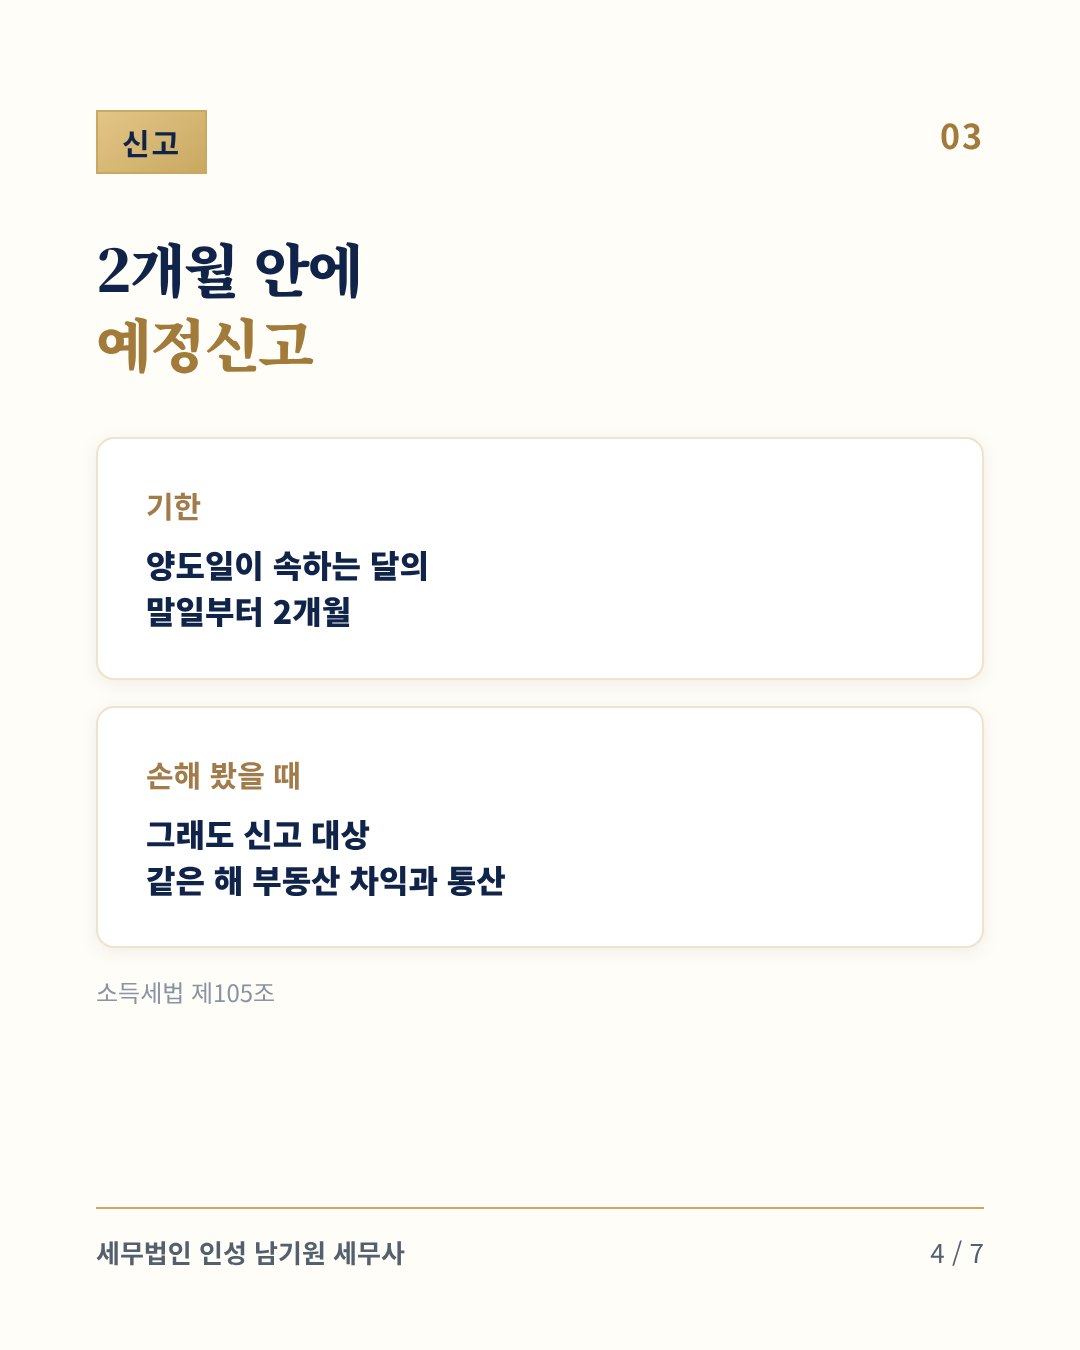 신고
03
2개월 안에
예정신고
기한
양도일이 속하는 달의
말일부터 2개월
손해 봤을 때
그래도 신고 대상
같은 해 부동산 차익과 통산
소득세법 제105조
세무법인 인성 남기원 세무사
4 / 7